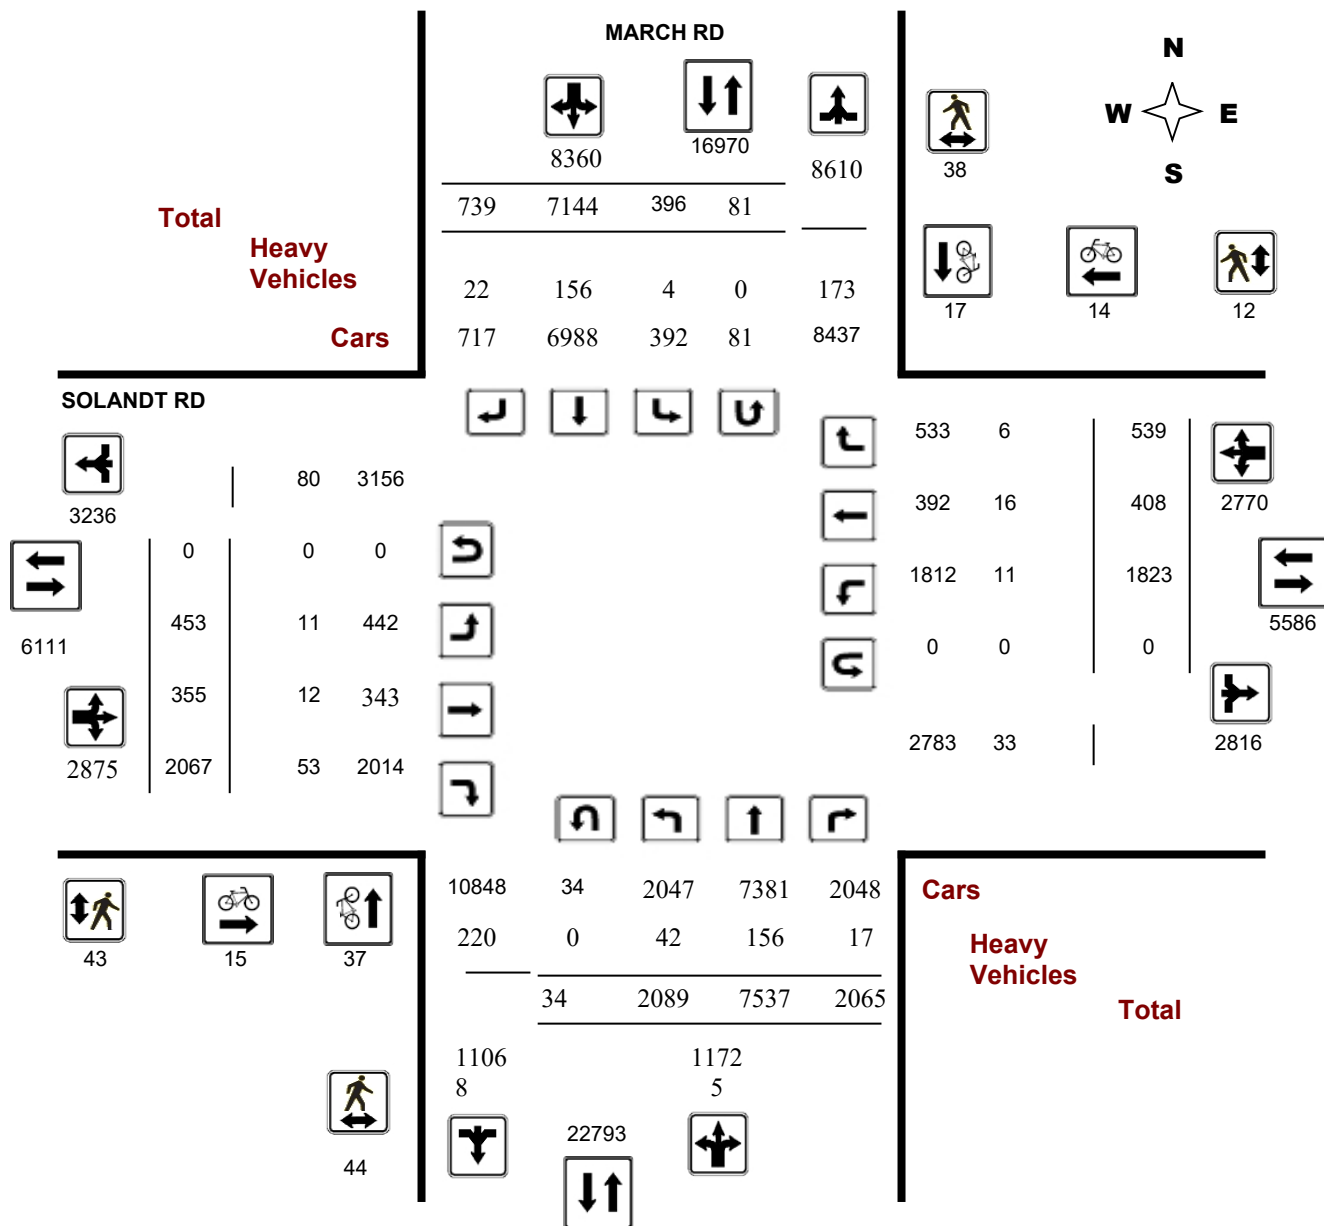 MARCH RD
N
W E
S
8360
16970
8610
38
739 7144 396 81
Total
Heavy
Vehicles
22 156 4 0 173
17 14 12
Cars
717 6988 392 81 8437
SOLANDT RD
533 6 539
80 3156
392 16 408 2770
3236
0 0 0
1812 11 1823
453 11 442
5586
6111
0 0 0
355 12 343
2783 33 2816
2875 2067 53 2014
10848 34 2047 7381 2048
Cars
220 0 42 156 17
Heavy
Vehicles
43 15 37
34 2089 7537 2065
Total
1106
8
1172
5
22793
44